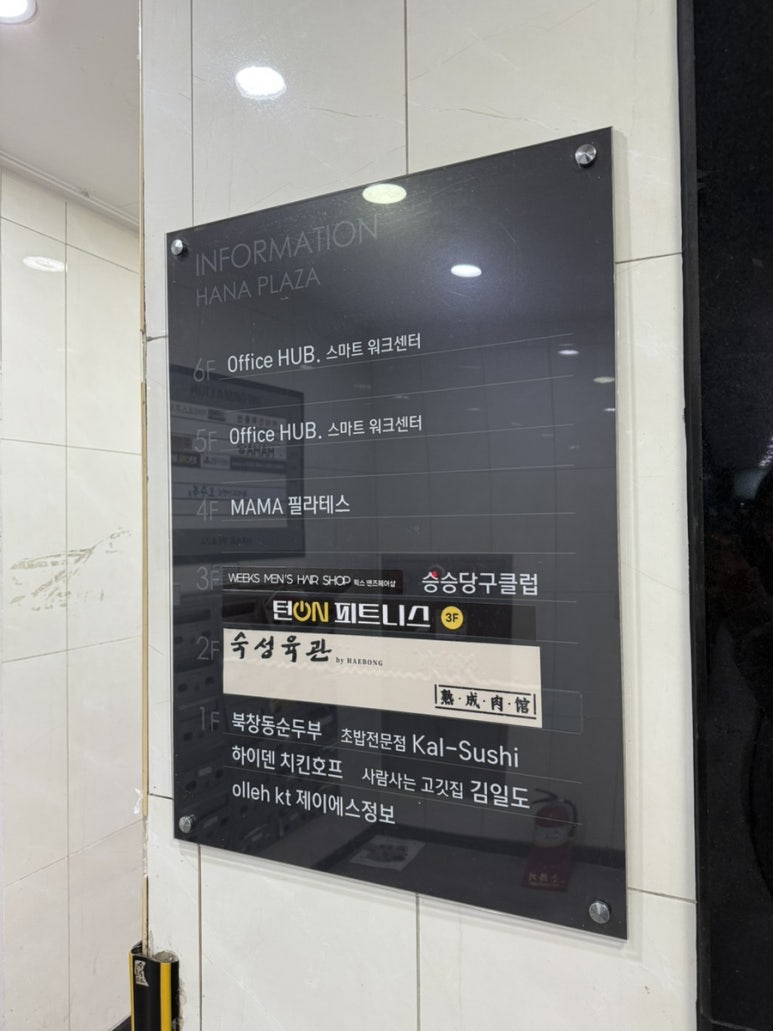 INFORMATION
HANA PLAZA
6F Office HUB. 스마트 워크센터
5F Office HUB. 스마트 워크센터
4F MAMA 필라테스
3F WEEKS MEN'S HAIR SHOP 윅스 맨즈헤어샵 승승당구클럽
턴ON 피트니스 3F
2F 숙성육관 by HAEBONG
熟·成·肉·馆
1F 북창동순두부 초밥전문점 Kal-Sushi
하이덴 치킨호프 사람사는 고깃집 김일도
olleh kt 제이에스정보